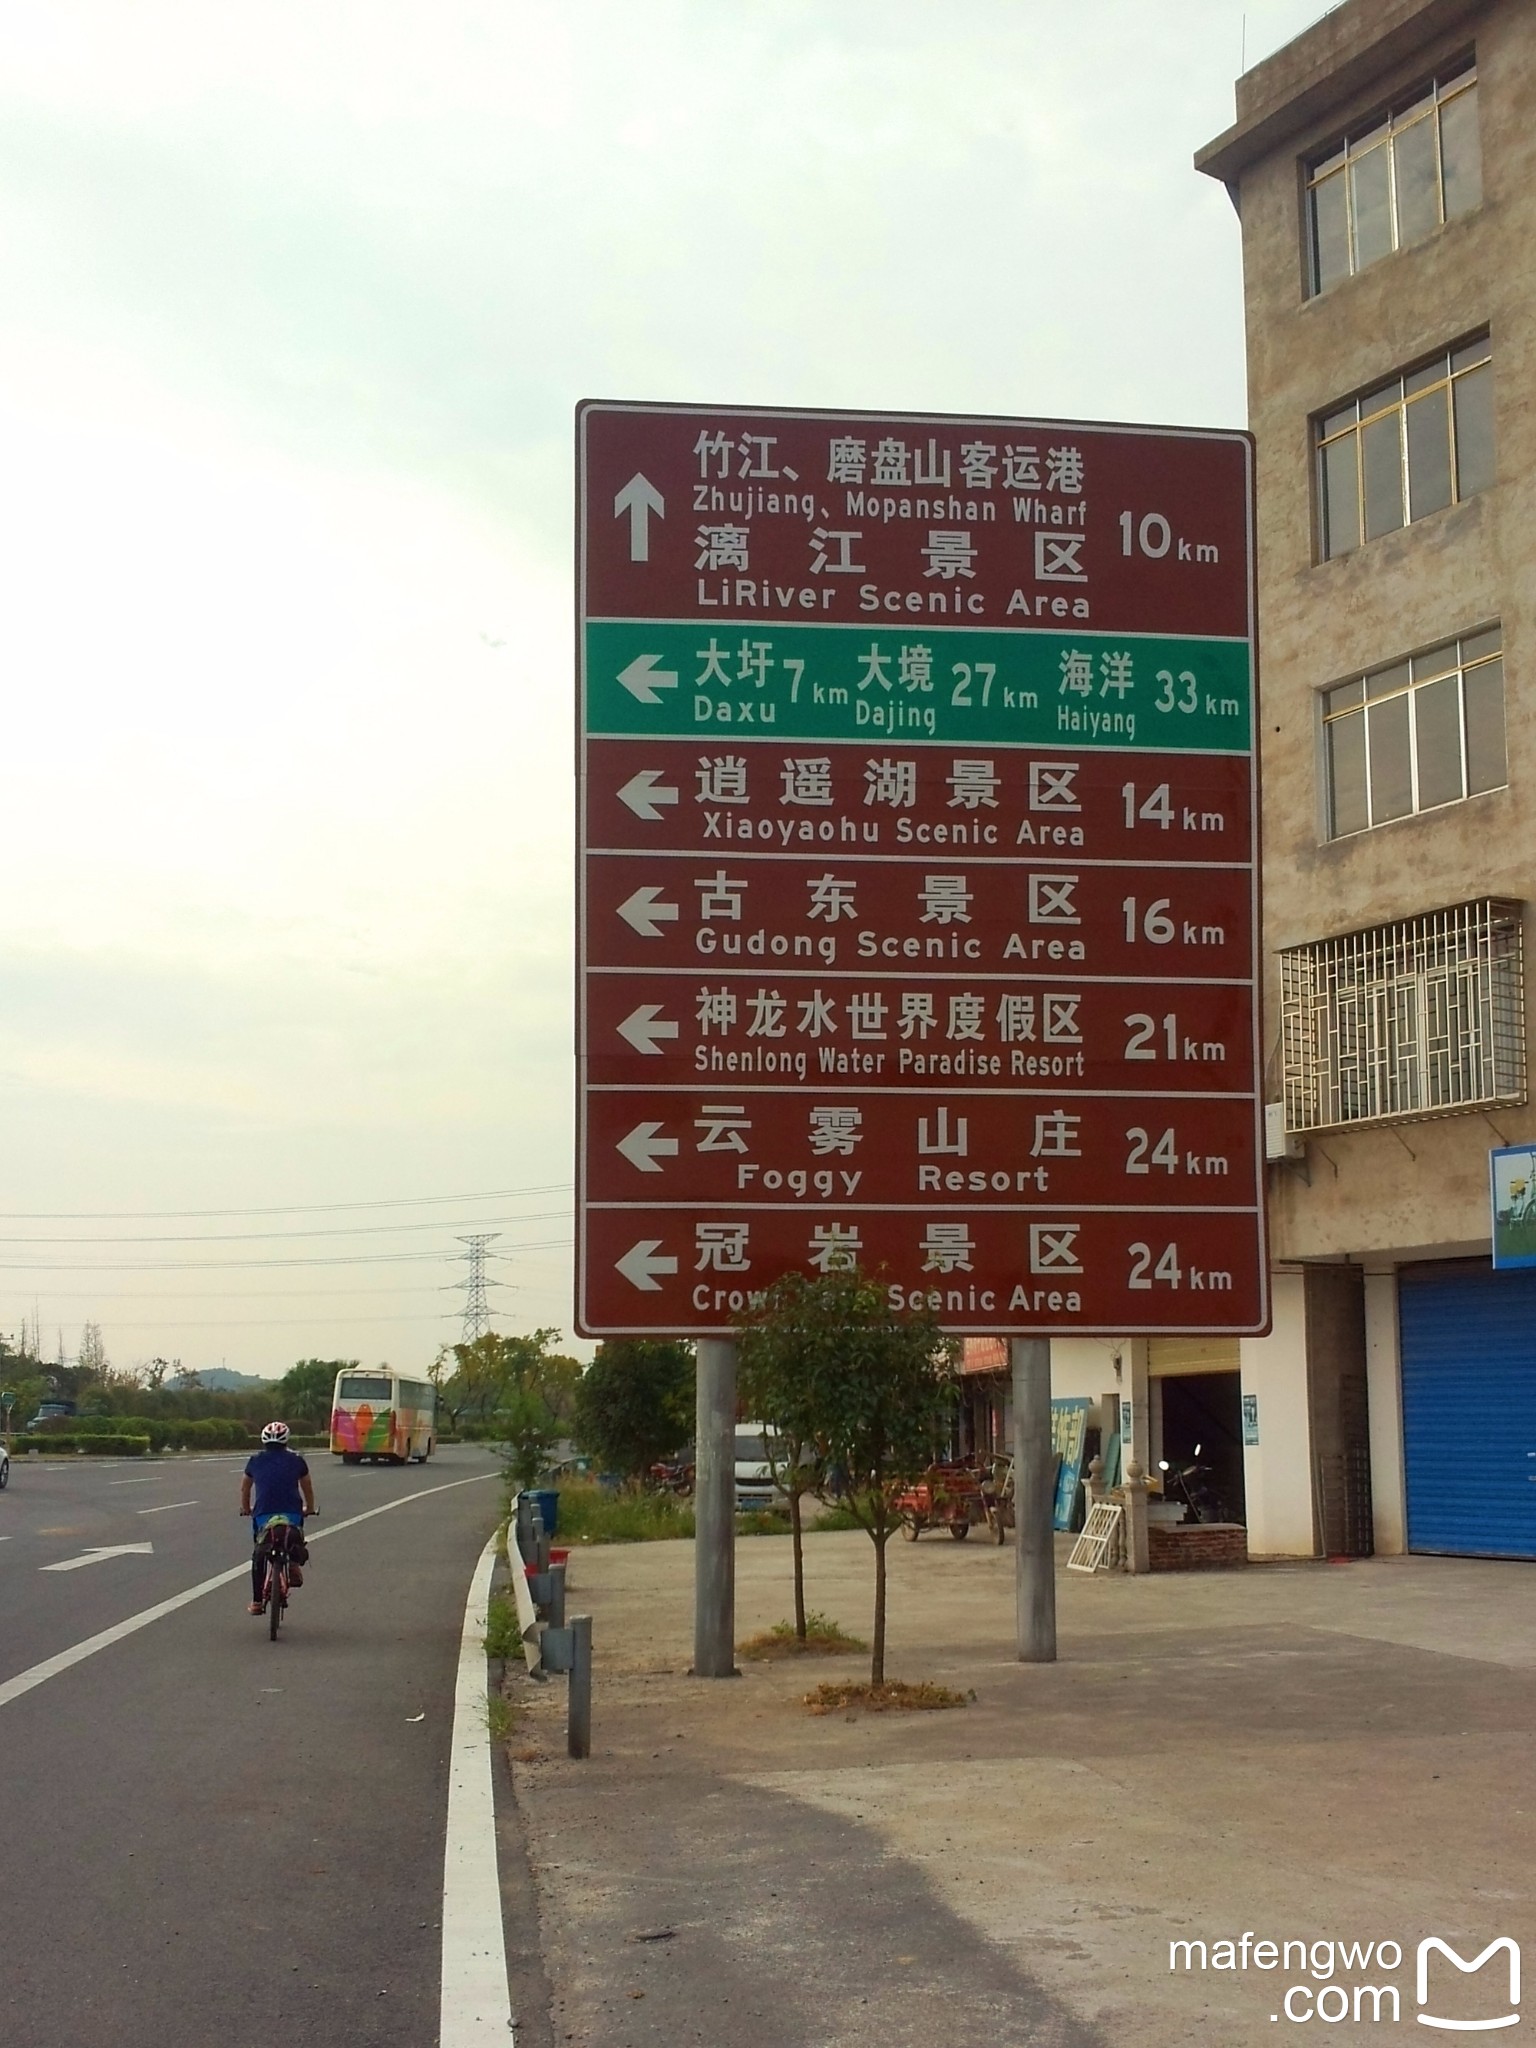 竹江、磨盘山客运港
Zhujiang、Mopanshan Wharf
漓江景区
LiRiver Scenic Area
10km
大圩 7km 大境 27km 海洋 33km
Daxu Dajing Haiyang
逍遥湖景区
Xiaoyaohu Scenic Area
14km
古东景区
Gudong Scenic Area
16km
神龙水世界度假区
Shenlong Water Paradise Resort
21km
云雾山庄
Foggy Resort
24km
冠岩景区
Scenic Area
24km
mafengwo
.com